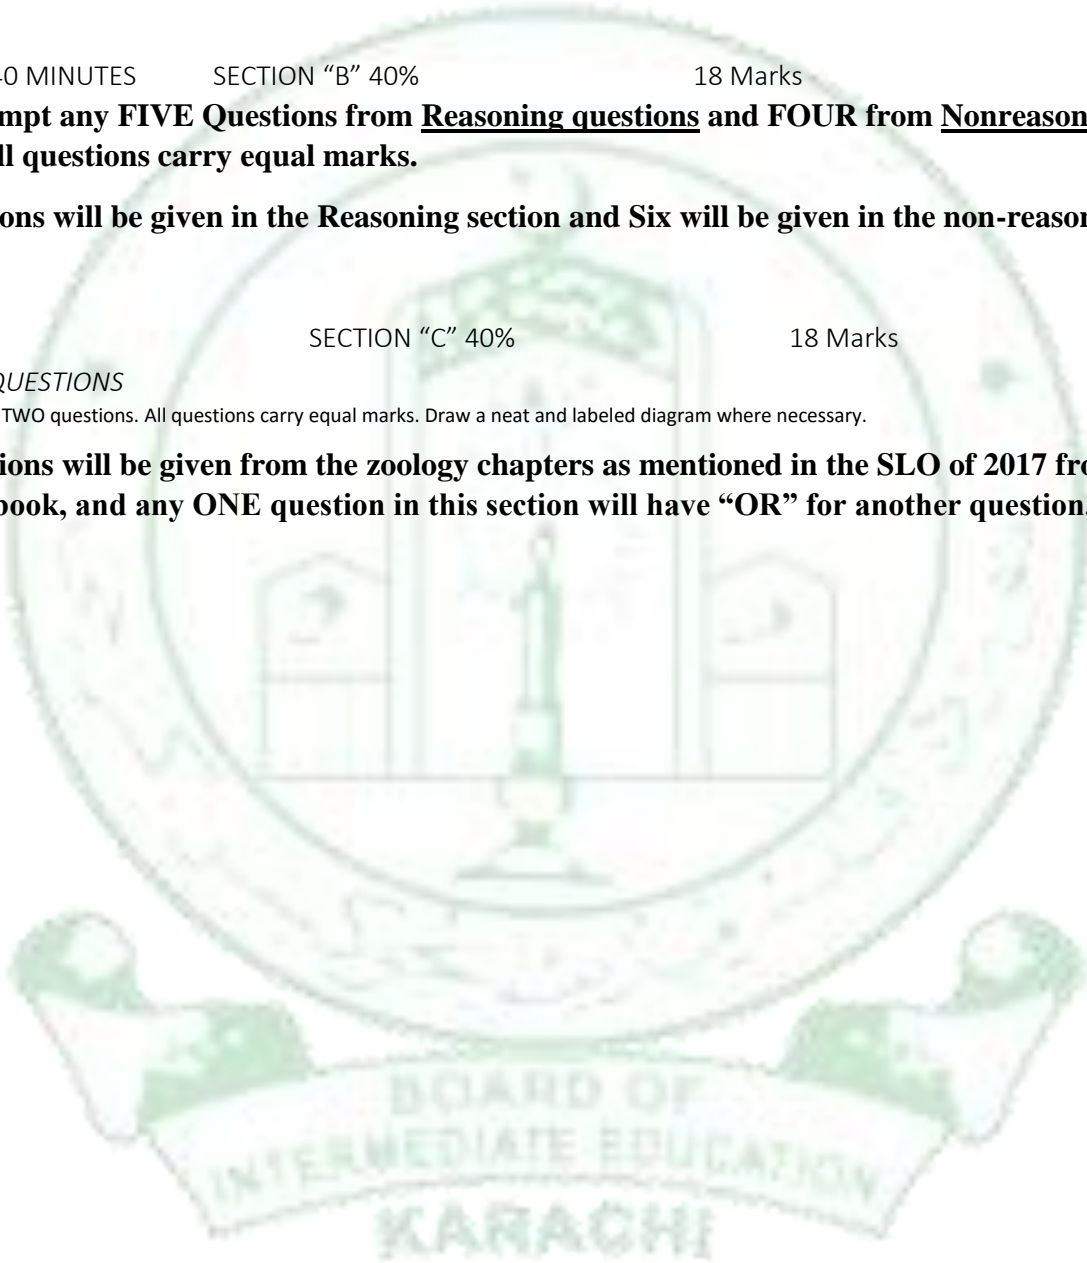 40 MINUTES SECTION “B” 40% 18 Marks
mpt any FIVE Questions from Reasoning questions and FOUR from Nonreason
ll questions carry equal marks.
ons will be given in the Reasoning section and Six will be given in the non-reason
SECTION “C” 40% 18 Marks
QUESTIONS
TWO questions. All questions carry equal marks. Draw a neat and labeled diagram where necessary.
ions will be given from the zoology chapters as mentioned in the SLO of 2017 fro
book, and any ONE question in this section will have “OR” for another question.
BOARD OF
INTERMEDIATE EDUCATION
KARACHI